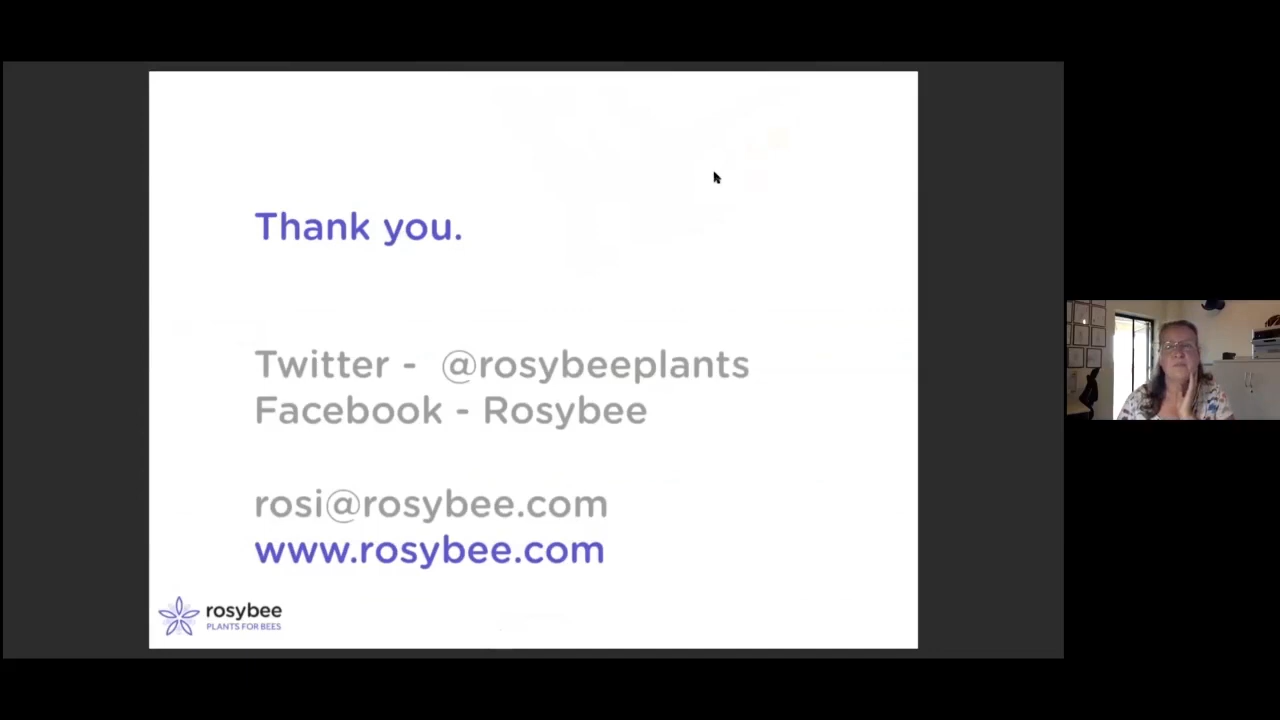 Thank you.
Twitter - @rosybeeplants
Facebook - Rosybee
rosi@rosybee.com
www.rosybee.com
rosybee
PLANTS FOR BEES